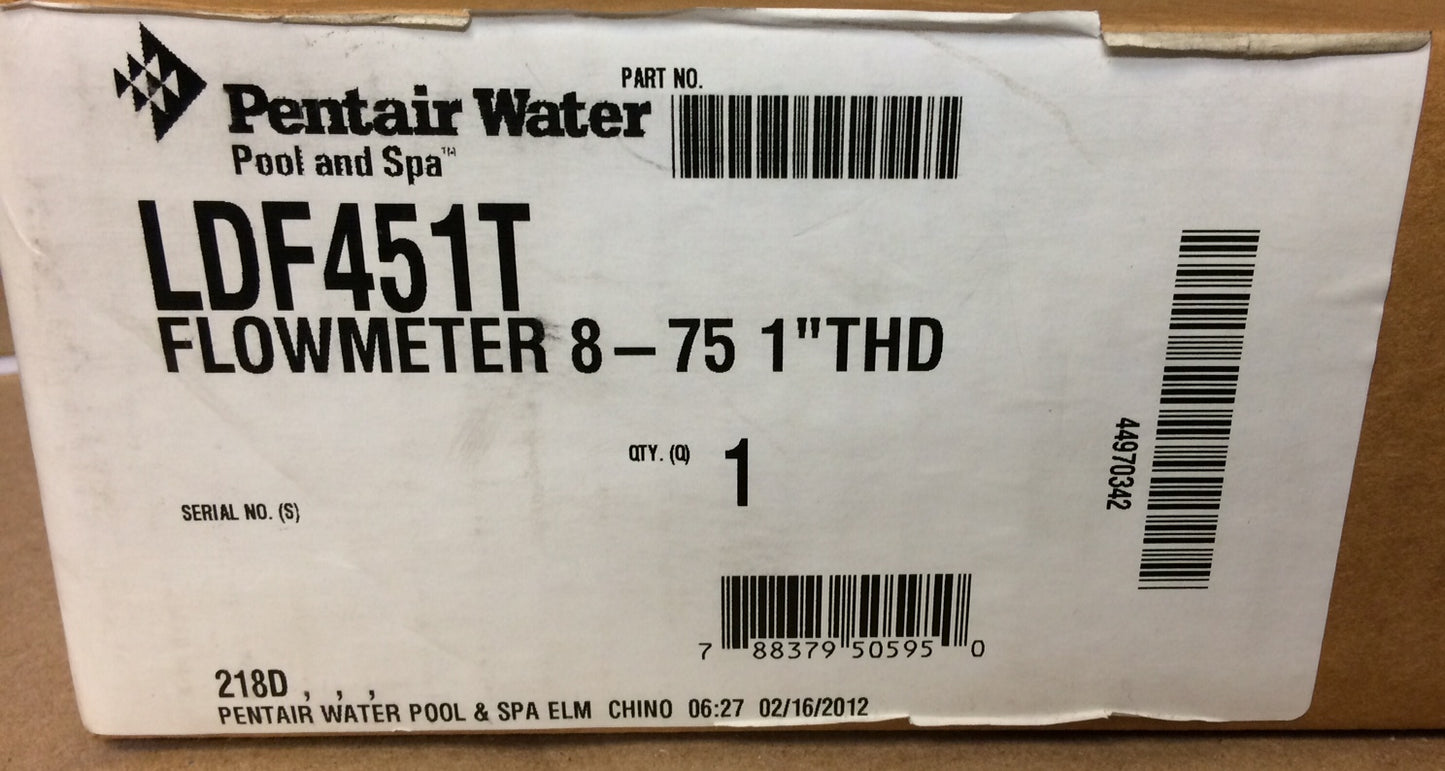 Pentair Water
Pool and Spa™
PART NO.
LDF451T
FLOWMETER 8-75 1"THD
QTY. (Q) 1
SERIAL NO. (S)
44970342
7 88379 50595 0
218D , , ,
PENTAIR WATER POOL & SPA ELM CHINO 06:27 02/16/2012